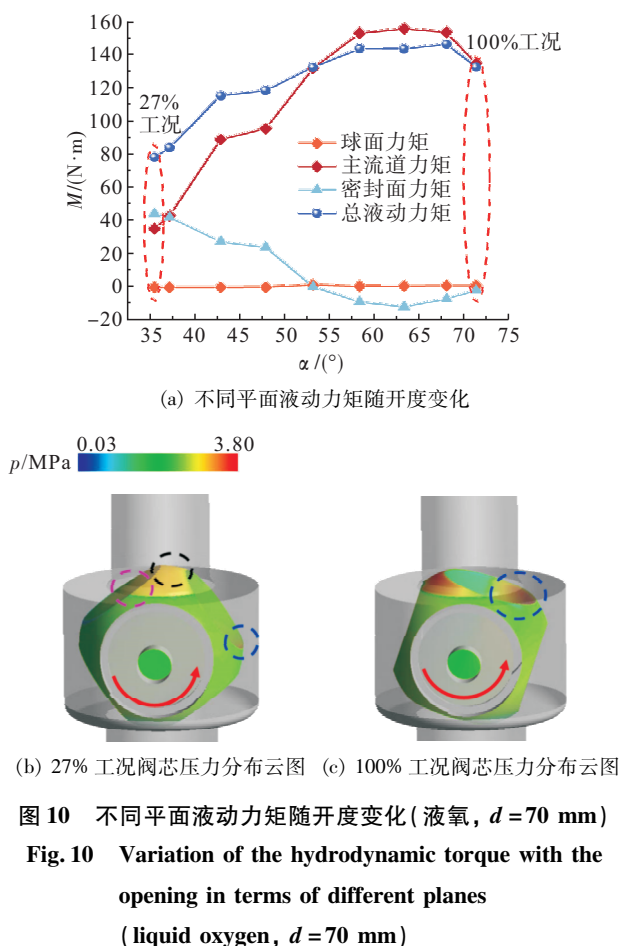 160
140
120
100
80
60
40
20
0
−20
M/(N·m)
27%
工况
100%工况
球面力矩
主流道力矩
密封面力矩
总液动力矩
35 40 45 50 55 60 65 70 75
α/(°)
(a) 不同平面液动力矩随开度变化
0.03 3.80
p/MPa
(b) 27% 工况阀芯压力分布云图 (c) 100% 工况阀芯压力分布云图
图 10 不同平面液动力矩随开度变化(液氧, d=70 mm)
Fig. 10 Variation of the hydrodynamic torque with the
opening in terms of different planes
(liquid oxygen, d=70 mm)